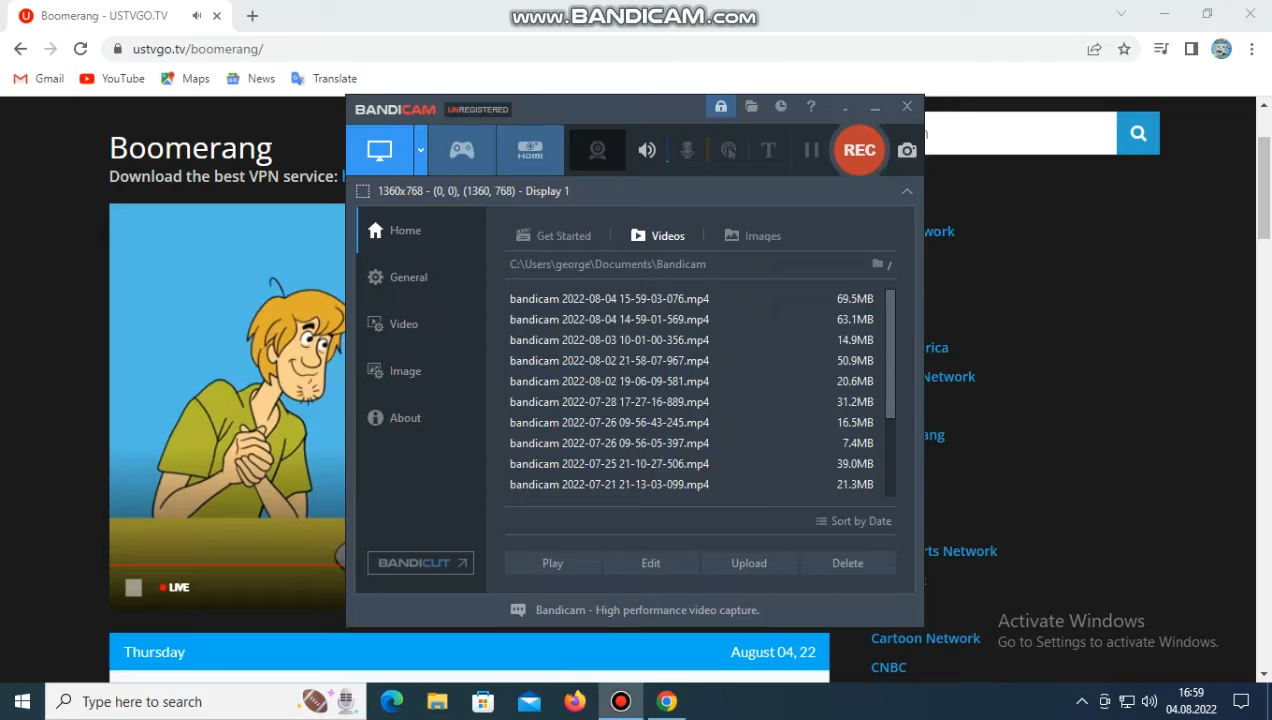 Boomerang - USTVGO.TV
www.BANDICAM.com
ustvgo.tv/boomerang/
Gmail
YouTube
Maps
News
Translate
BANDICAM UNREGISTERED
HDMI
REC
Boomerang
Download the best VPN service:
1360x768 - (0, 0), (1360, 768) - Display 1
Home
General
Video
Image
About
BANDICUT
Get Started
Videos
Images
C:\Users\george\Documents\Bandicam
bandicam 2022-08-04 15-59-03-076.mp4 69.5MB
bandicam 2022-08-04 14-59-01-569.mp4 63.1MB
bandicam 2022-08-03 10-01-00-356.mp4 14.9MB
bandicam 2022-08-02 21-58-07-967.mp4 50.9MB
bandicam 2022-08-02 19-06-09-581.mp4 20.6MB
bandicam 2022-07-28 17-27-16-889.mp4 31.2MB
bandicam 2022-07-26 09-56-43-245.mp4 16.5MB
bandicam 2022-07-26 09-56-05-397.mp4 7.4MB
bandicam 2022-07-25 21-10-27-506.mp4 39.0MB
bandicam 2022-07-21 21-13-03-099.mp4 21.3MB
Sort by Date
Play
Edit
Upload
Delete
Bandicam - High performance video capture.
LIVE
Thursday
August 04, 22
work
rica
Network
ang
rts Network
Cartoon Network
CNBC
Activate Windows
Go to Settings to activate Windows.
Type here to search
16:59
04.08.2022